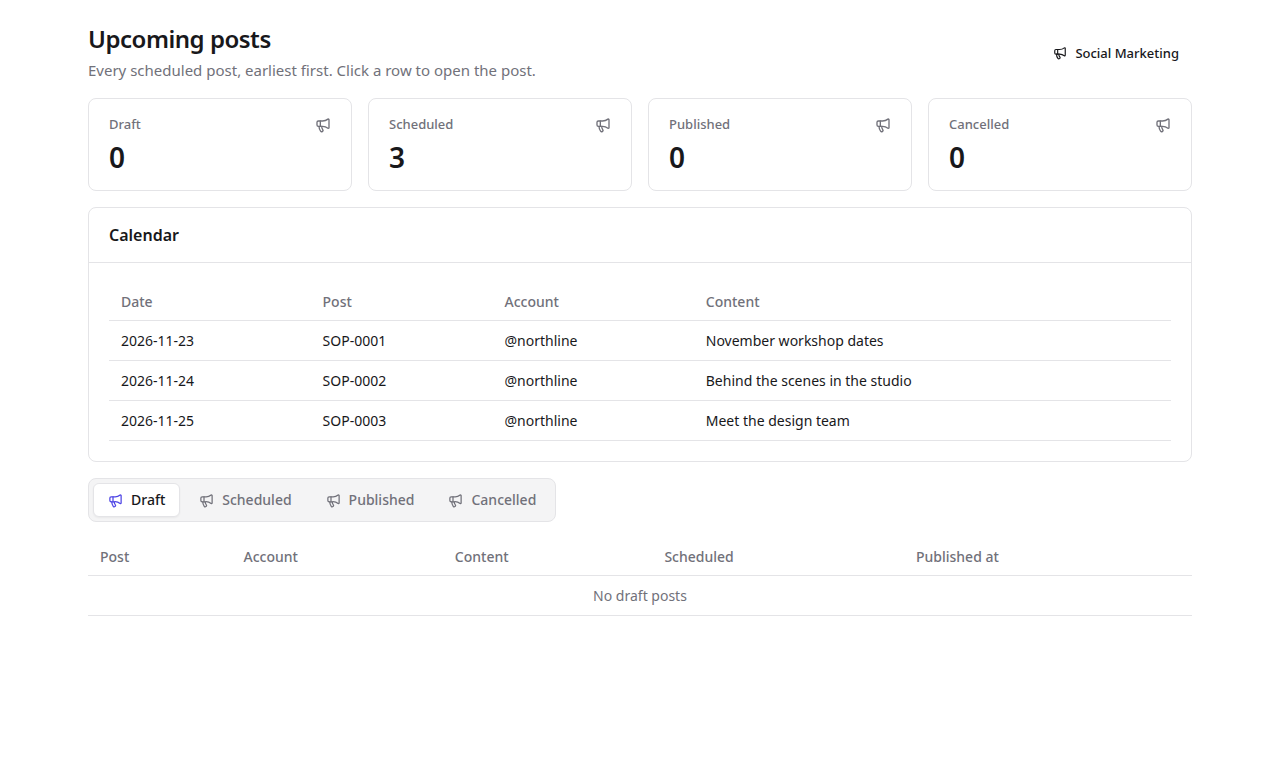 Upcoming posts
Every scheduled post, earliest first. Click a row to open the post.
Social Marketing
Draft
0
Scheduled
3
Published
0
Cancelled
0
Calendar
Date Post Account Content
2026-11-23 SOP-0001 @northline November workshop dates
2026-11-24 SOP-0002 @northline Behind the scenes in the studio
2026-11-25 SOP-0003 @northline Meet the design team
Draft Scheduled Published Cancelled
Post Account Content Scheduled Published at
No draft posts